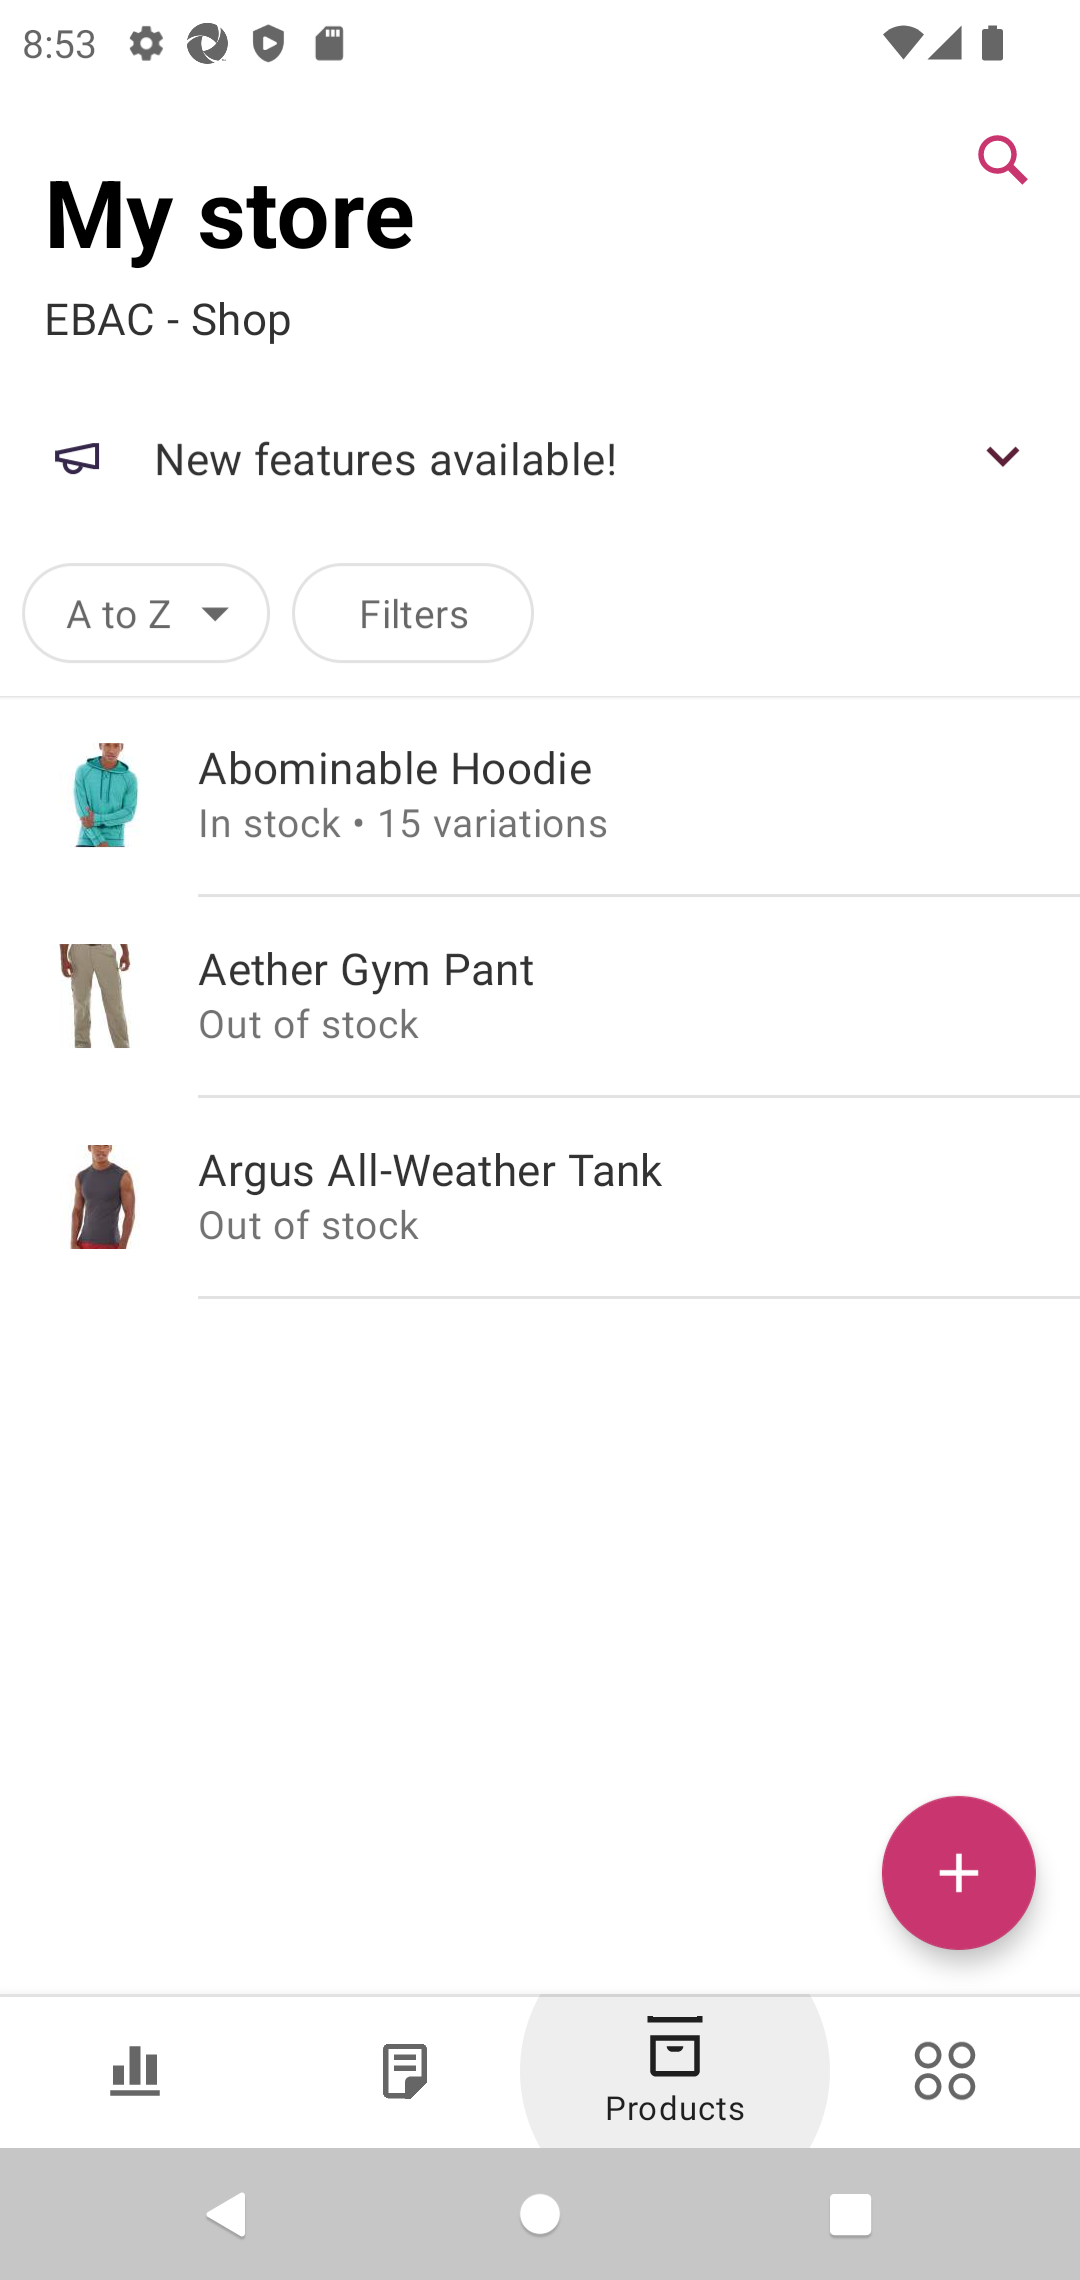 8:53
My store
EBAC - Shop
New features available!
A to Z
Filters
Abominable Hoodie
In stock • 15 variations
Aether Gym Pant
Out of stock
Argus All-Weather Tank
Out of stock
Products